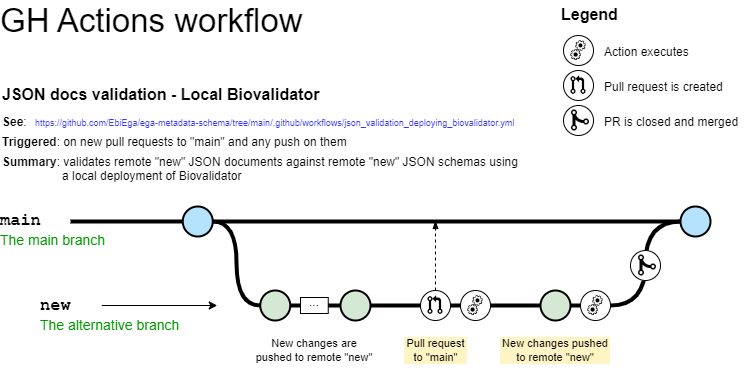 GH Actions workflow
Legend
Action executes
Pull request is created
PR is closed and merged
JSON docs validation - Local Biovalidator
See: https://github.com/EbiEga/ega-metadata-schema/tree/main/.github/workflows/json_validation_deploying_biovalidator.yml
Triggered: on new pull requests to "main" and any push on them
Summary: validates remote "new" JSON documents against remote "new" JSON schemas using
a local deployment of Biovalidator
main
The main branch
new
The alternative branch
...
New changes are
pushed to remote "new"
Pull request
to "main"
New changes pushed
to remote "new"